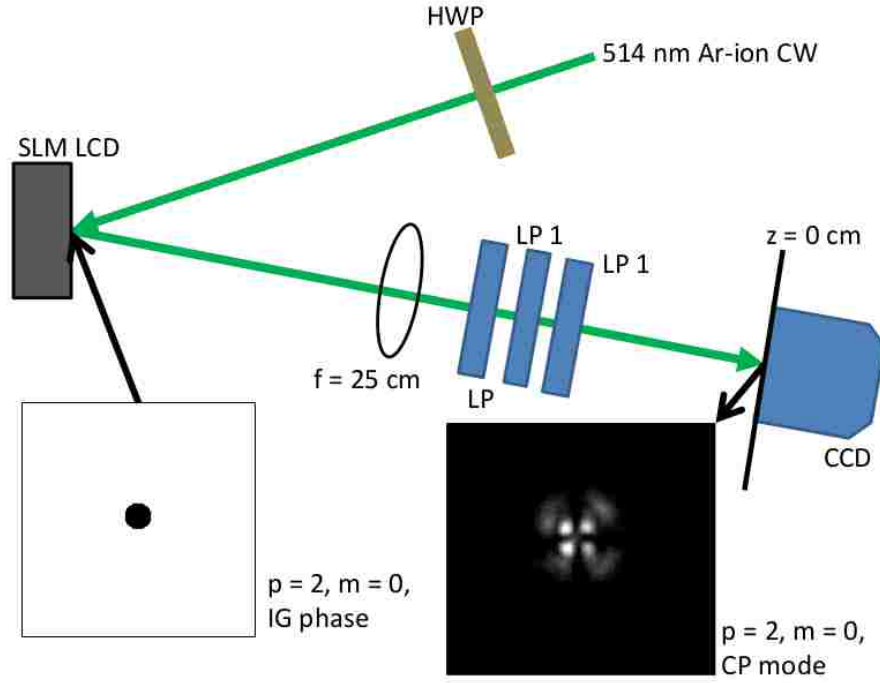 HWP
514 nm Ar-ion CW
SLM LCD
LP 1
z = 0 cm
LP 1
f = 25 cm
LP
CCD
p = 2, m = 0,
IG phase
p = 2, m = 0,
CP mode